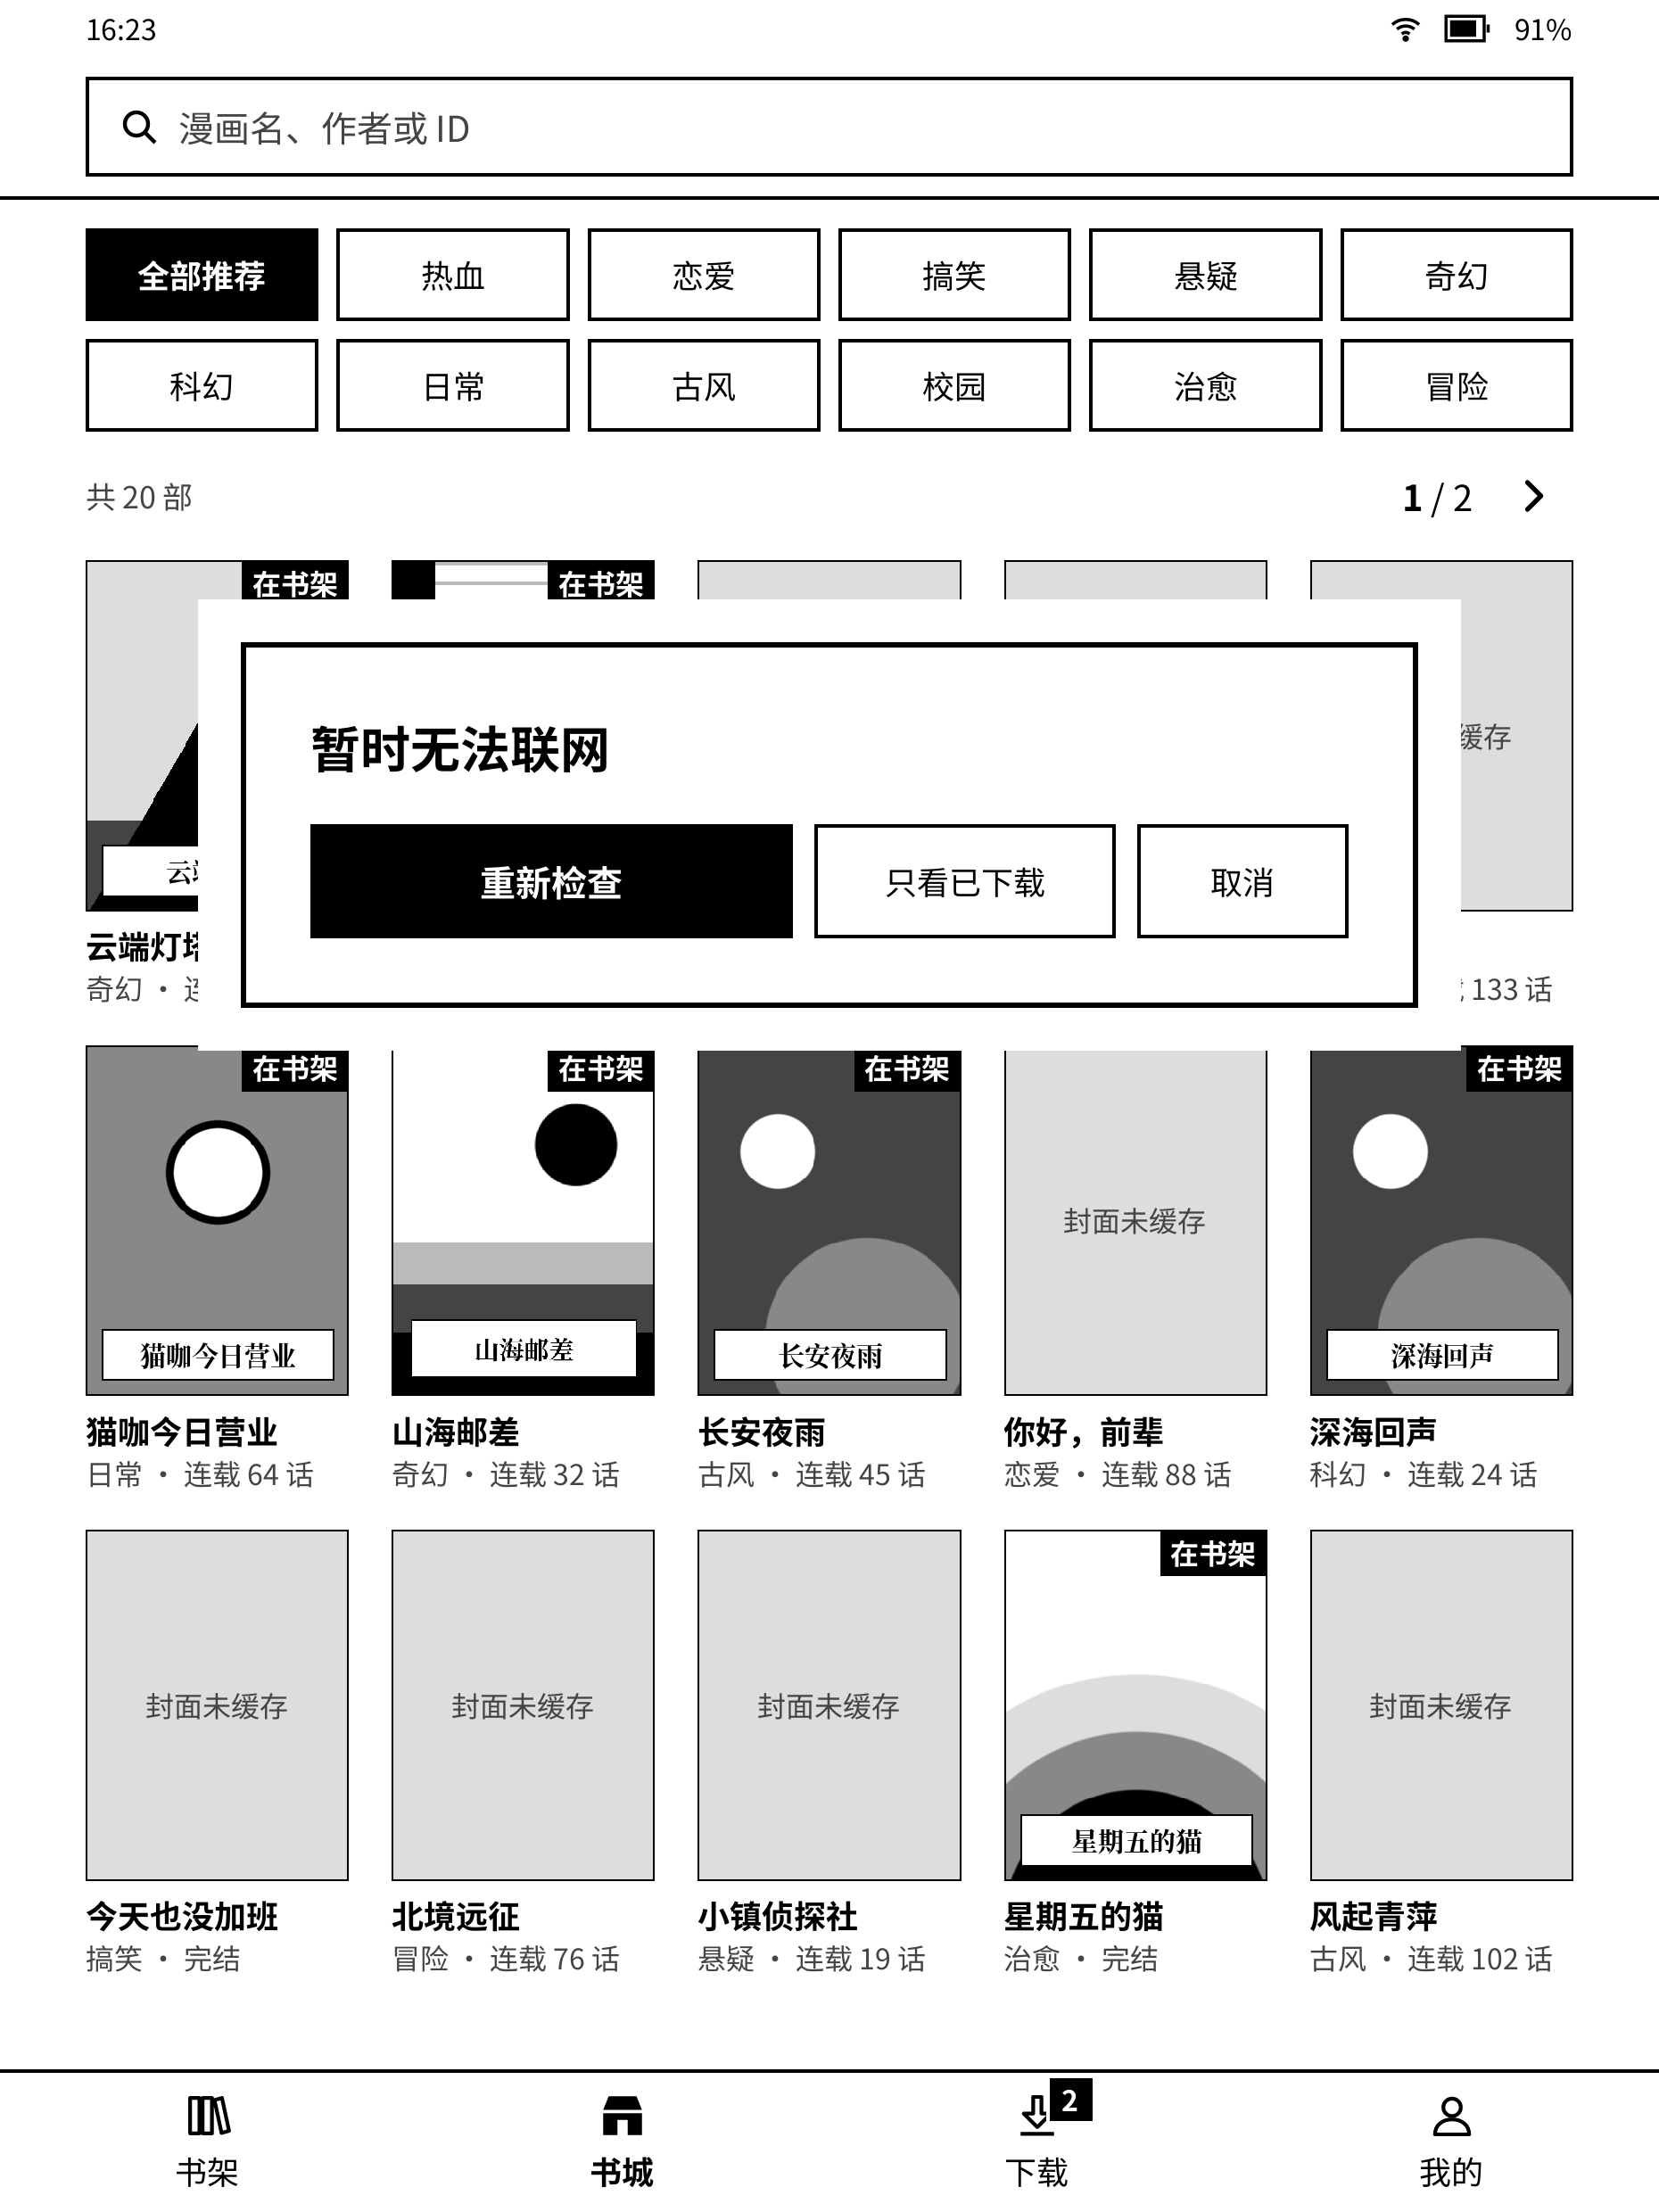 16:23
91%
漫画名、作者或 ID
全部推荐 热血 恋爱 搞笑 悬疑 奇幻
科幻 日常 古风 校园 治愈 冒险
共 20 部
1 / 2
在书架 在书架
暂时无法联网
缓存
重新检查 只看已下载 取消
云端灯
奇幻 ・
133 话
在书架 在书架 在书架 在书架
封面未缓存
猫咖今日营业 山海邮差 长安夜雨 深海回声
猫咖今日营业 山海邮差 长安夜雨 你好，前辈 深海回声
日常 ・ 连载 64 话 奇幻 ・ 连载 32 话 古风 ・ 连载 45 话 恋爱 ・ 连载 88 话 科幻 ・ 连载 24 话
在书架
封面未缓存 封面未缓存 封面未缓存 封面未缓存
星期五的猫
今天也没加班 北境远征 小镇侦探社 星期五的猫 风起青萍
搞笑 ・ 完结 冒险 ・ 连载 76 话 悬疑 ・ 连载 19 话 治愈 ・ 完结 古风 ・ 连载 102 话
2
书架 书城 下载 我的